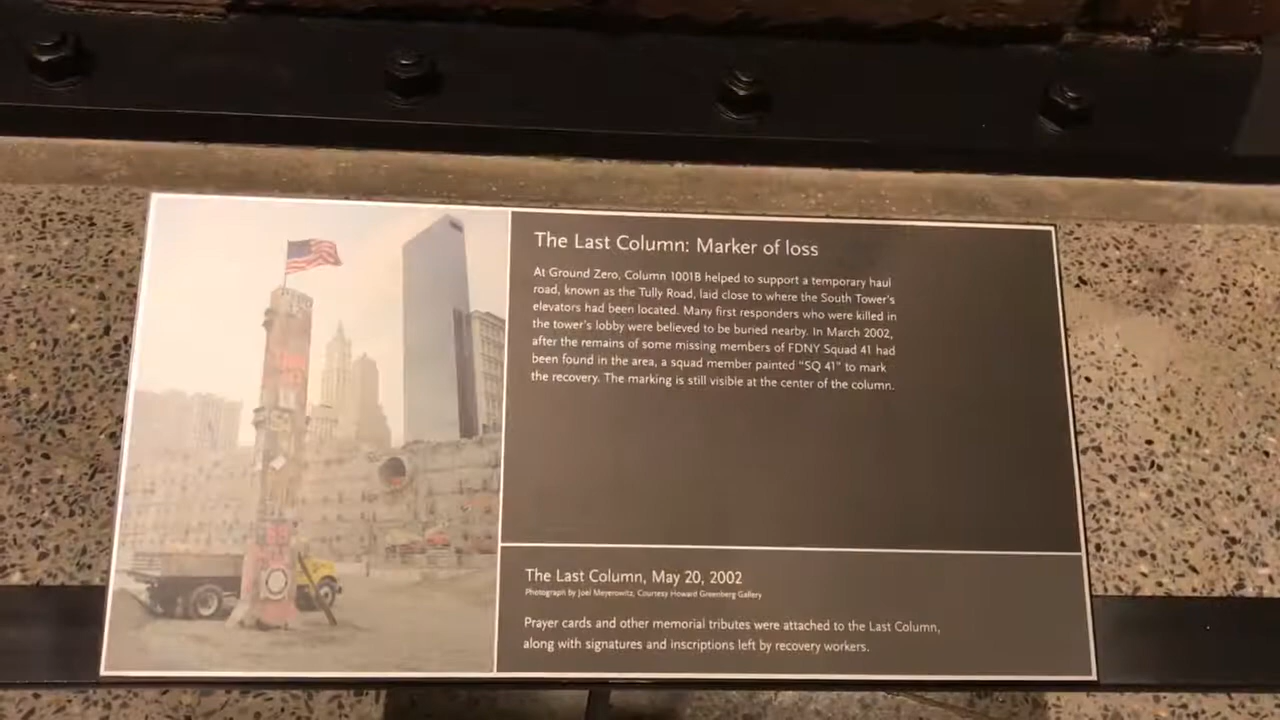 The Last Column: Marker of loss
At Ground Zero, Column 1001B helped to support a temporary haul
road, known as the Tully Road, laid close to where the South Tower's
elevators had been located. Many first responders who were killed in
the tower's lobby were believed to be buried nearby. In March 2002,
after the remains of some missing members of FDNY Squad 41 had
been found in the area, a squad member painted “SQ 41” to mark
the recovery. The marking is still visible at the center of the column.
The Last Column, May 20, 2002
Photograph by Joel Meyerowitz, Courtesy Howard Greenberg Gallery
Prayer cards and other memorial tributes were attached to the Last Column,
along with signatures and inscriptions left by recovery workers.